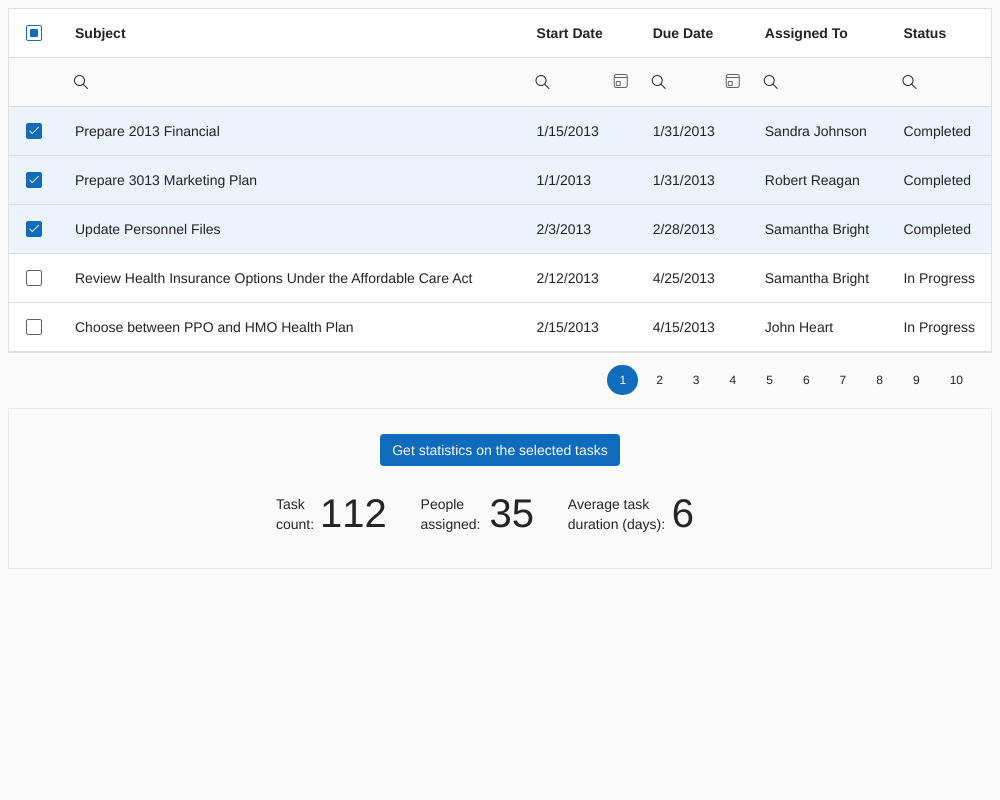 Subject Start Date Due Date Assigned To Status
Prepare 2013 Financial 1/15/2013 1/31/2013 Sandra Johnson Completed
Prepare 3013 Marketing Plan 1/1/2013 1/31/2013 Robert Reagan Completed
Update Personnel Files 2/3/2013 2/28/2013 Samantha Bright Completed
Review Health Insurance Options Under the Affordable Care Act 2/12/2013 4/25/2013 Samantha Bright In Progress
Choose between PPO and HMO Health Plan 2/15/2013 4/15/2013 John Heart In Progress
1 2 3 4 5 6 7 8 9 10
Get statistics on the selected tasks
Task count: 112
People assigned: 35
Average task duration (days): 6